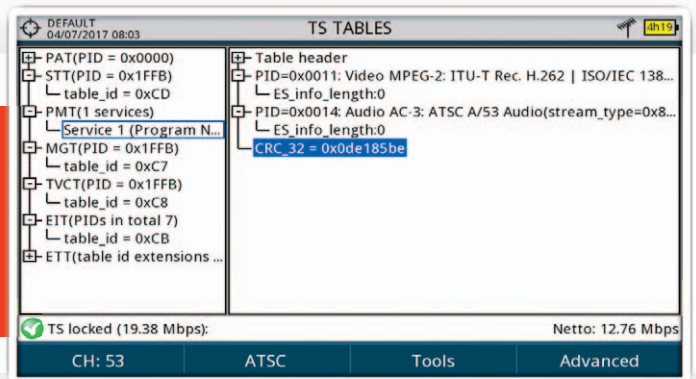 DEFAULT
04/07/2017 08:03
TS TABLES
4h19
PAT(PID = 0x0000)
STT(PID = 0x1FFB)
table_id = 0xCD
PMT(1 services)
Service 1 (Program N...
MGT(PID = 0x1FFB)
table_id = 0xC7
TVCT(PID = 0x1FFB)
table_id = 0xC8
EIT(PIDs in total 7)
table_id = 0xCB
ETT(table id extensions ...
Table header
PID=0x0011: Video MPEG-2: ITU-T Rec. H.262 | ISO/IEC 138...
ES_info_length:0
PID=0x0014: Audio AC-3: ATSC A/53 Audio(stream_type=0x8...
ES_info_length:0
CRC_32 = 0x0de185be
TS locked (19.38 Mbps):
Netto: 12.76 Mbps
CH: 53
ATSC
Tools
Advanced